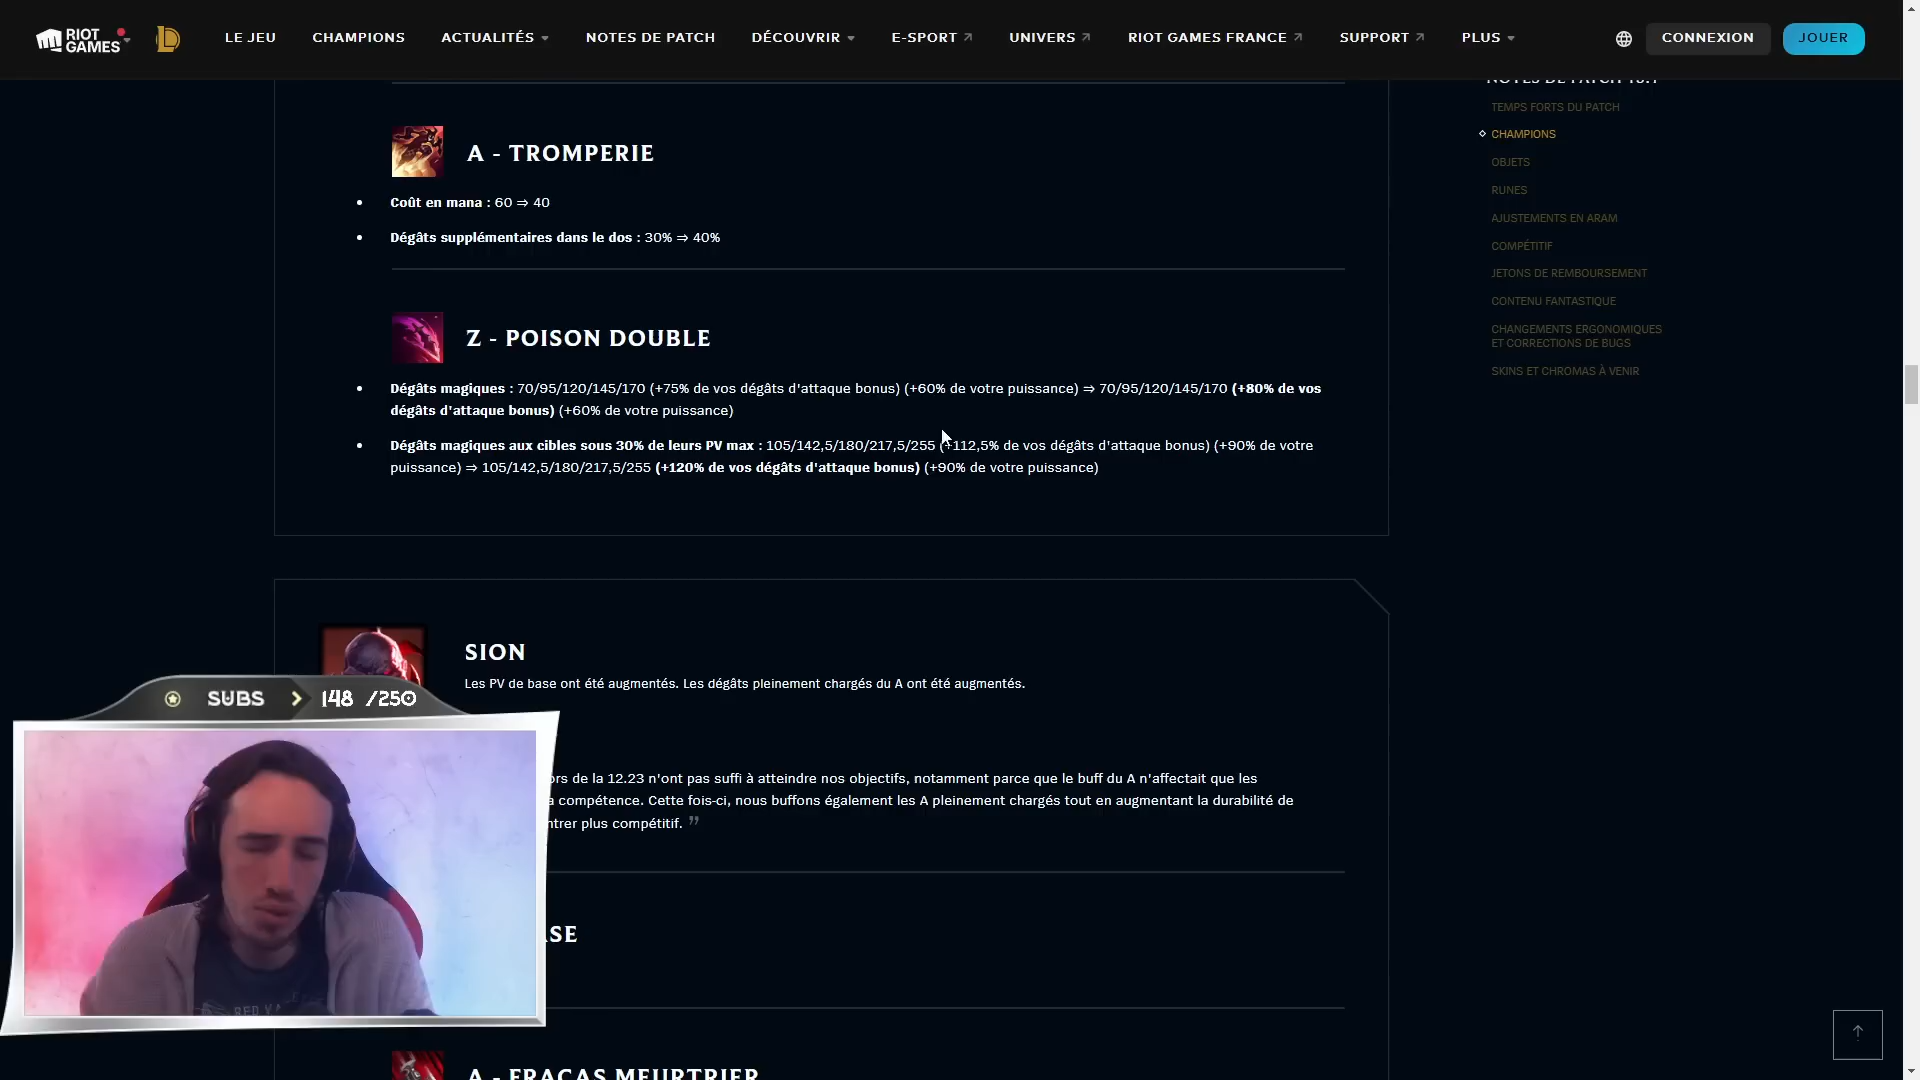 RIOT GAMES
LE JEU
CHAMPIONS
ACTUALITÉS
NOTES DE PATCH
DÉCOUVRIR
E-SPORT
UNIVERS
RIOT GAMES FRANCE
SUPPORT
PLUS
CONNEXION
JOUER
TEMPS FORTS DU PATCH
CHAMPIONS
OBJETS
RUNES
AJUSTEMENTS EN ARAM
COMPÉTITIF
JETONS DE REMBOURSEMENT
CONTENU FANTASTIQUE
CHANGEMENTS ERGONOMIQUES
ET CORRECTIONS DE BUGS
SKINS ET CHROMAS À VENIR
A - TROMPERIE
• Coût en mana : 60 ⇒ 40
• Dégâts supplémentaires dans le dos : 30% ⇒ 40%
Z - POISON DOUBLE
• Dégâts magiques : 70/95/120/145/170 (+75% de vos dégâts d'attaque bonus) (+60% de votre puissance) ⇒ 70/95/120/145/170 (+80% de vos
dégâts d'attaque bonus) (+60% de votre puissance)
• Dégâts magiques aux cibles sous 30% de leurs PV max : 105/142,5/180/217,5/255 (+112,5% de vos dégâts d'attaque bonus) (+90% de votre
puissance) ⇒ 105/142,5/180/217,5/255 (+120% de vos dégâts d'attaque bonus) (+90% de votre puissance)
SION
Les PV de base ont été augmentés. Les dégâts pleinement chargés du A ont été augmentés.
SUBS > 148 /250
ors de la 12.23 n'ont pas suffi à atteindre nos objectifs, notamment parce que le buff du A n'affectait que les
a compétence. Cette fois-ci, nous buffons également les A pleinement chargés tout en augmentant la durabilité de
ntrer plus compétitif. ”
SE
A - FRACAS MEURTRIER